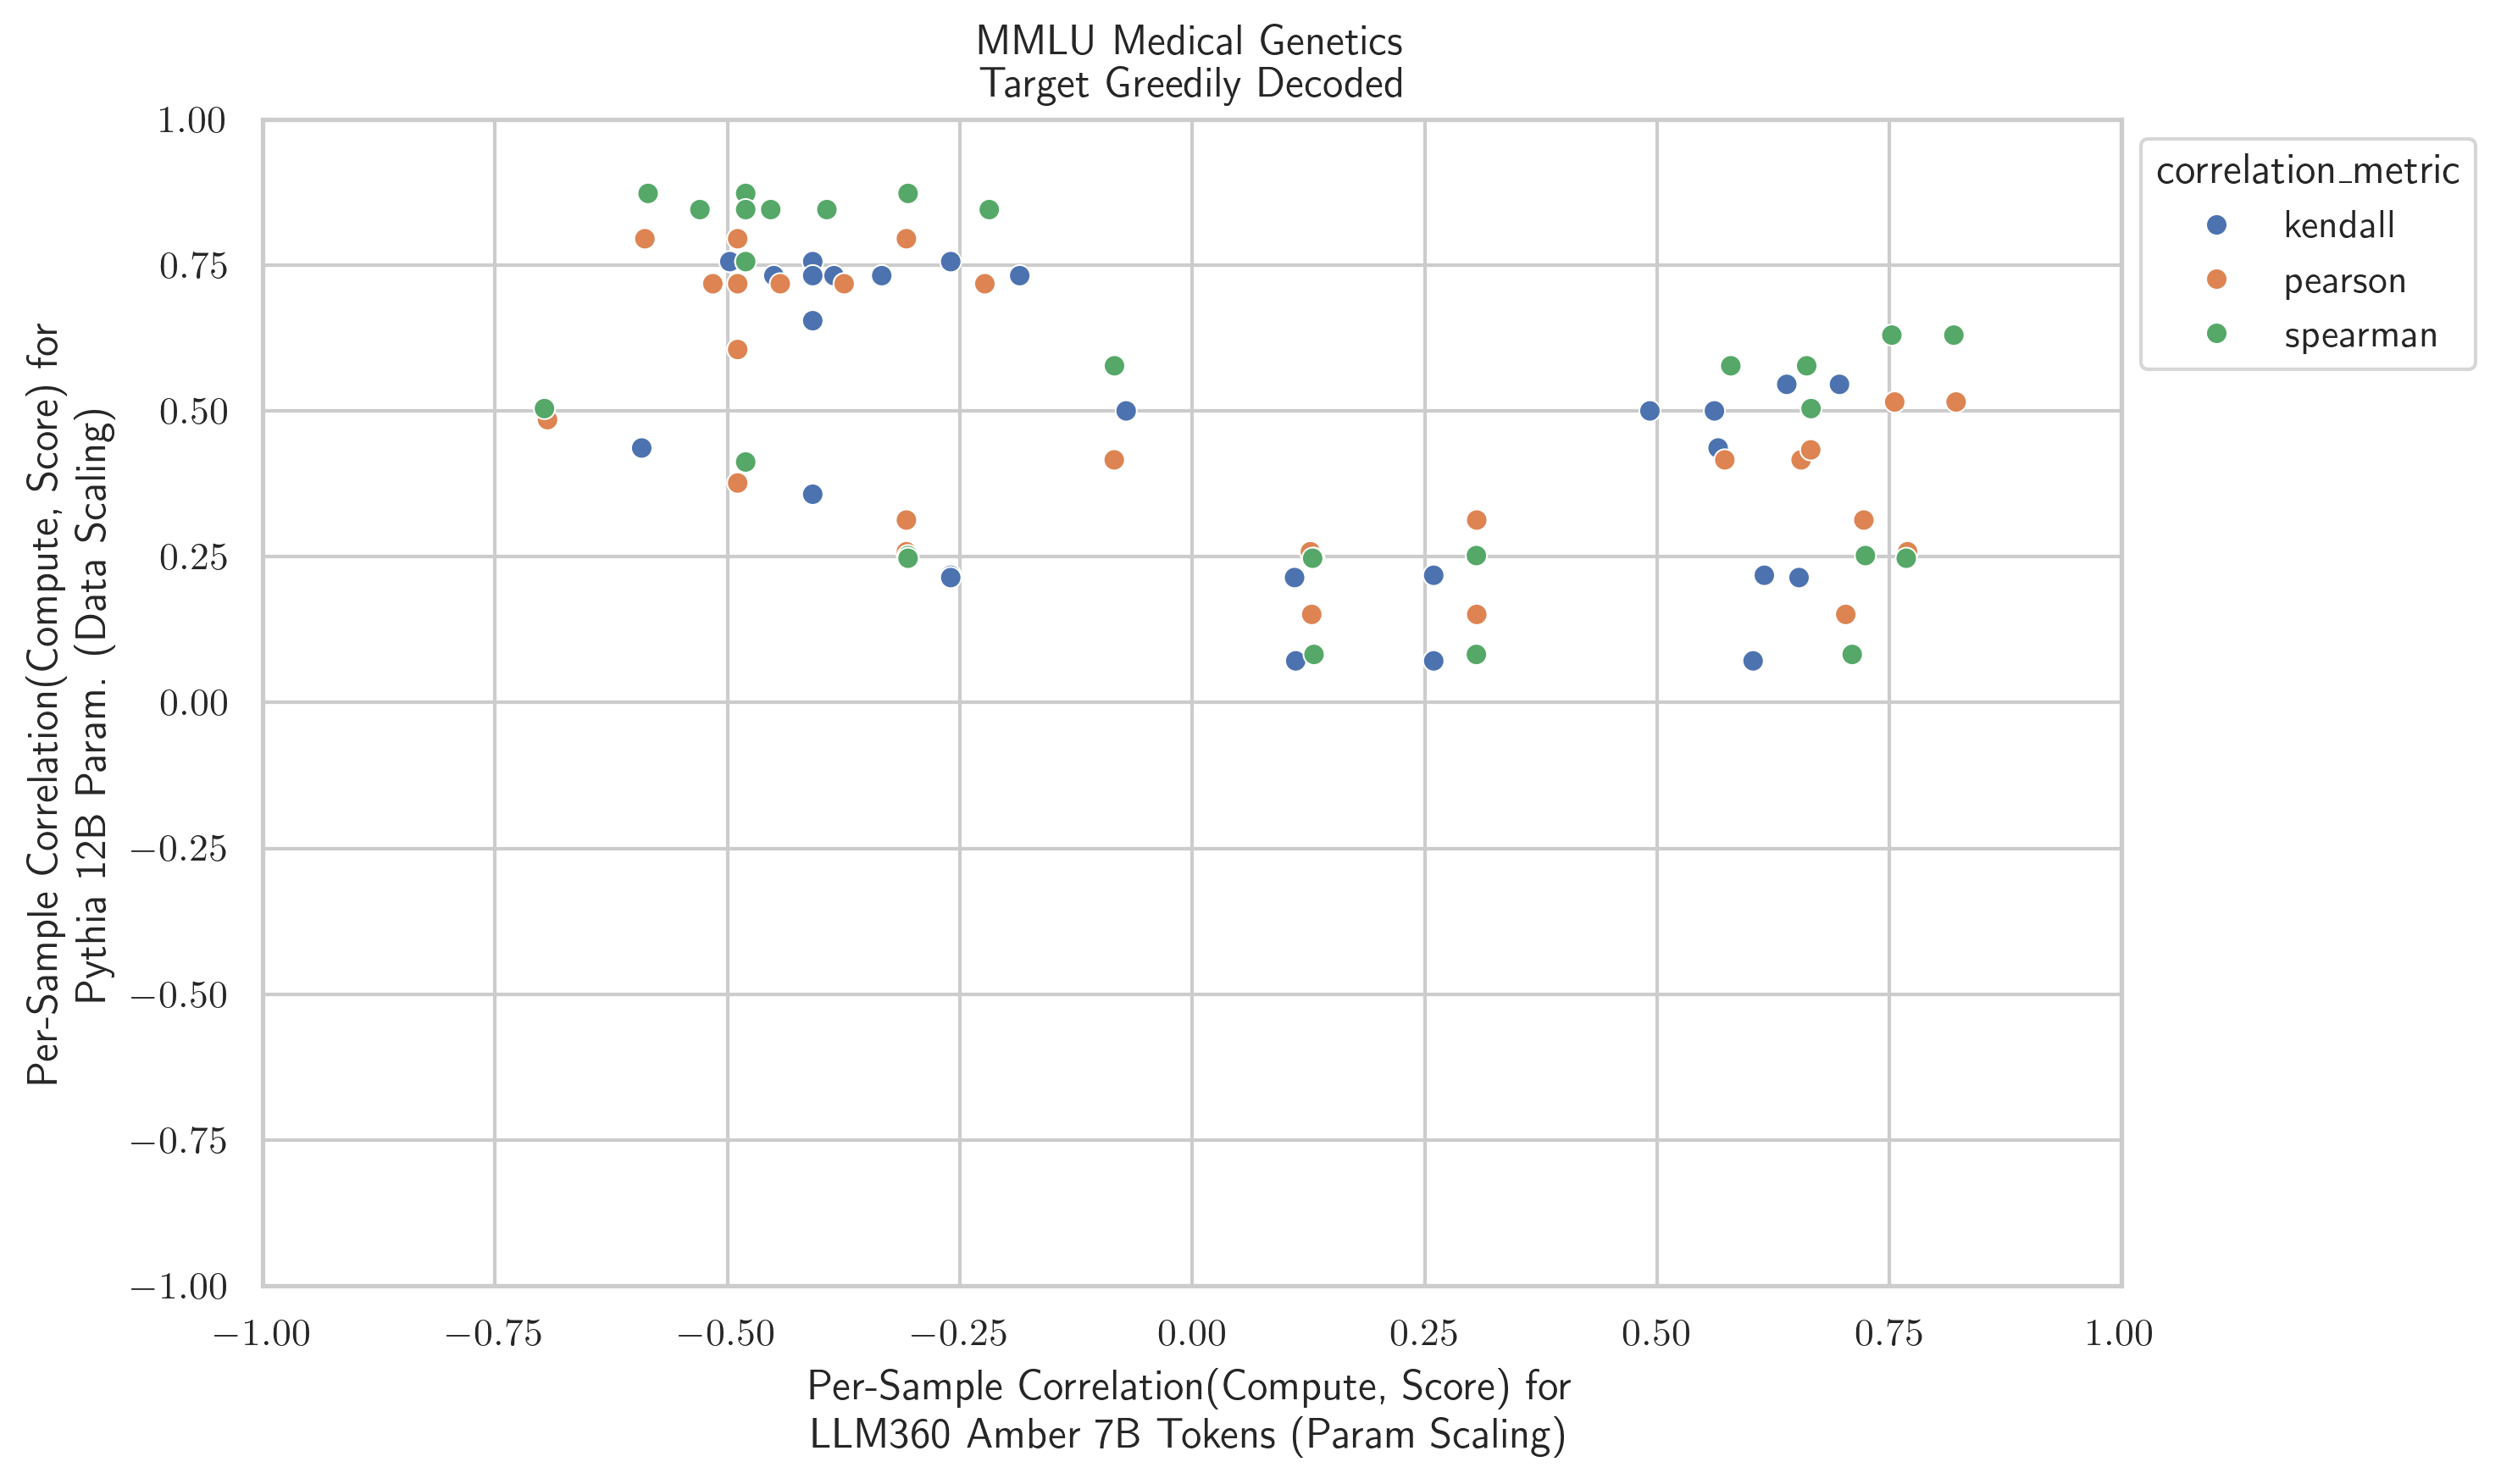 MMLU Medical Genetics
Target Greedily Decoded
correlation_metric
kendall
pearson
spearman
1.00
0.75
0.50
0.25
0.00
−0.25
−0.50
−0.75
−1.00
Per-Sample Correlation(Compute, Score) for
Pythia 12B Param. (Data Scaling)
−1.00
−0.75
−0.50
−0.25
0.00
0.25
0.50
0.75
1.00
Per-Sample Correlation(Compute, Score) for
LLM360 Amber 7B Tokens (Param Scaling)